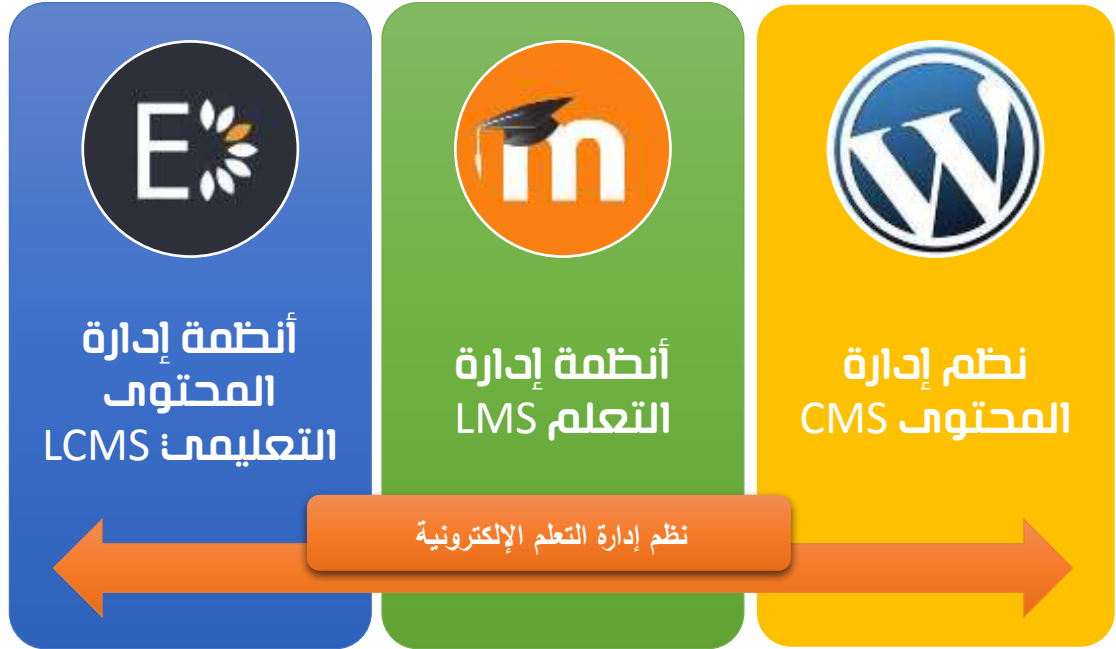 نظم إدارة
المحتوى CMS
أنظمة إدارة
التعلم LMS
أنظمة إدارة
المحتوى
التعليمي LCMS
نظم إدارة التعلم الإلكترونية